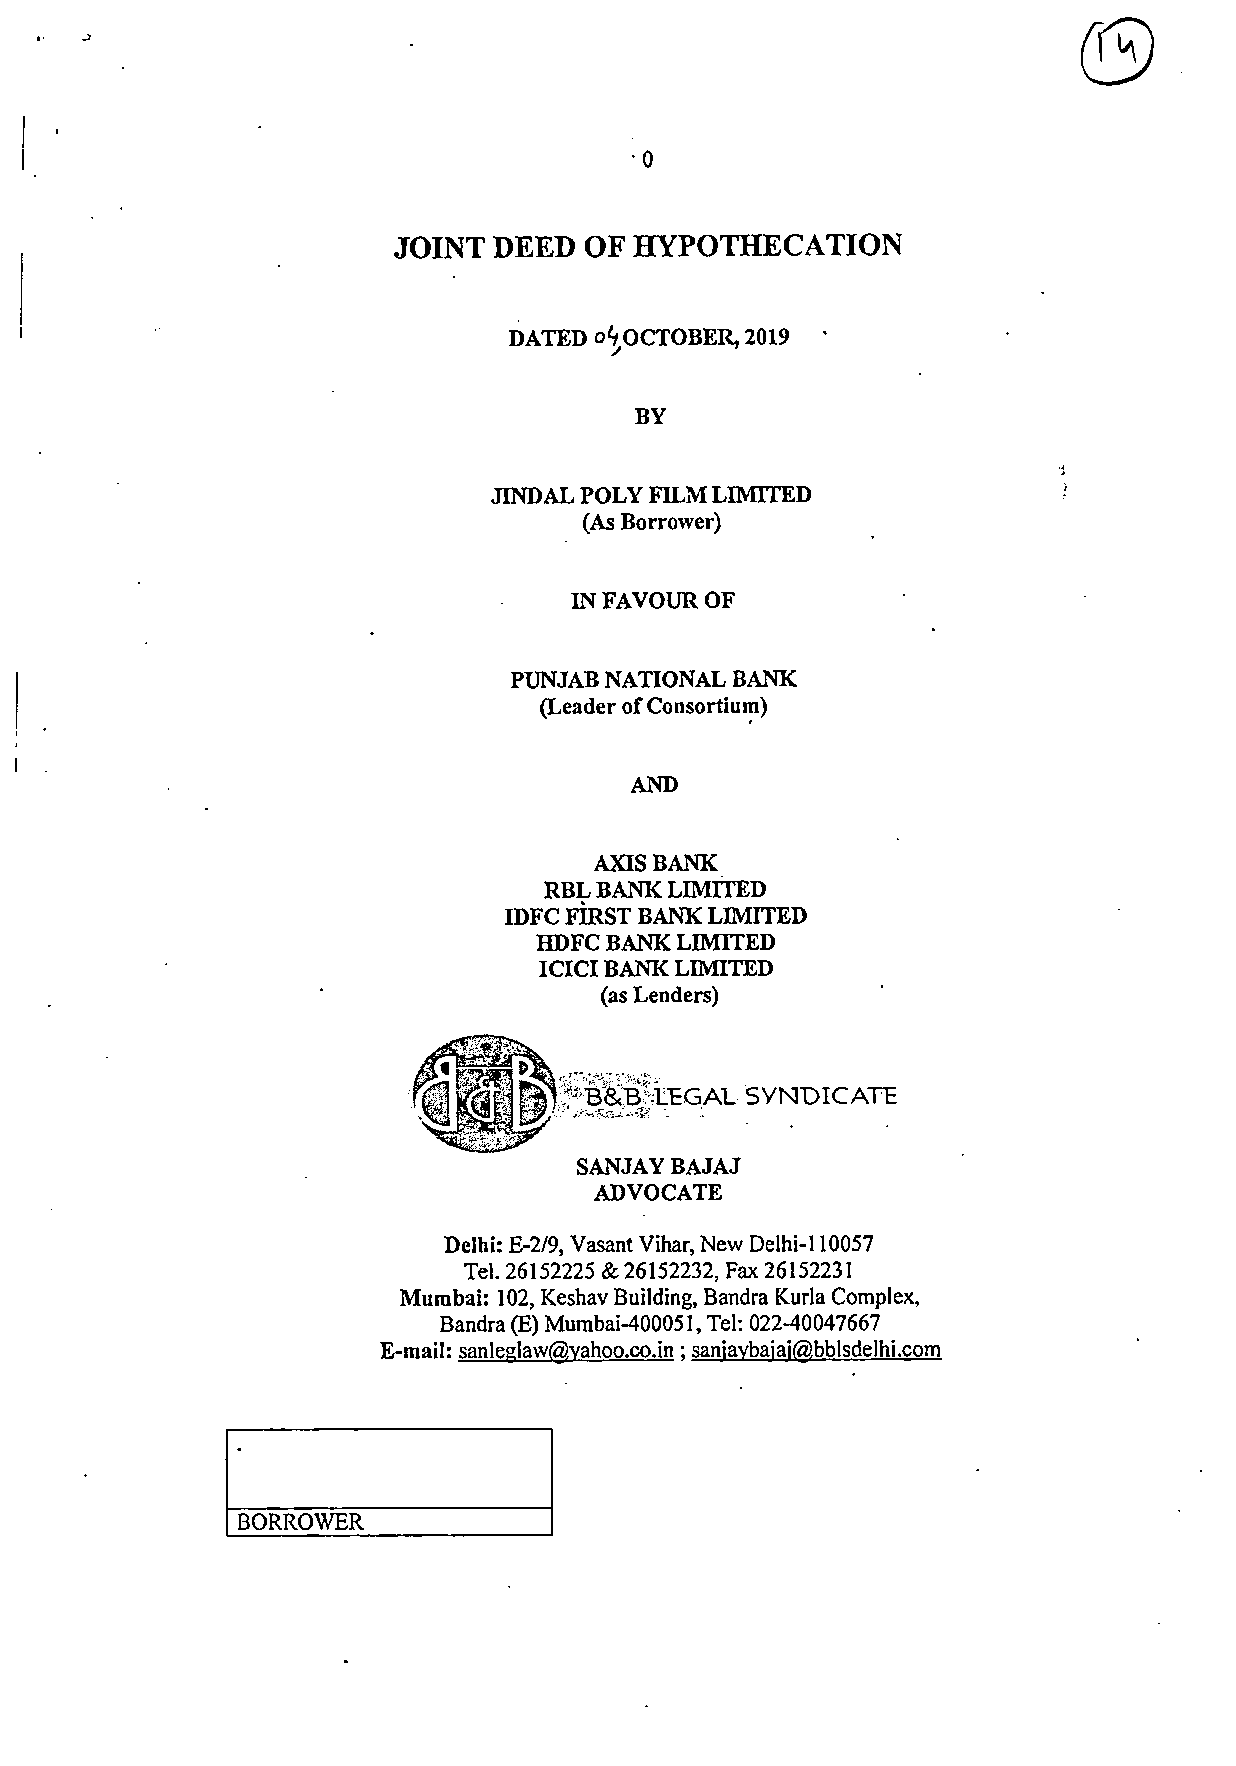 14
0
JOINT DEED OF HYPOTHECATION
DATED 04, OCTOBER, 2019
BY
JINDAL POLY FILM LIMITED
(As Borrower)
IN FAVOUR OF
PUNJAB NATIONAL BANK
(Leader of Consortium)
AND
AXIS BANK
RBL BANK LIMITED
IDFC FIRST BANK LIMITED
HDFC BANK LIMITED
ICICI BANK LIMITED
(as Lenders)
B&B
B&B LEGAL SYNDICATE
SANJAY BAJAJ
ADVOCATE
Delhi: E-2/9, Vasant Vihar, New Delhi-110057
Tel. 26152225 & 26152232, Fax 26152231
Mumbai: 102, Keshav Building, Bandra Kurla Complex,
Bandra (E) Mumbai-400051, Tel: 022-40047667
E-mail: sanleglaw@yahoo.co.in ; sanjaybajaj@bblsdelhi.com
BORROWER